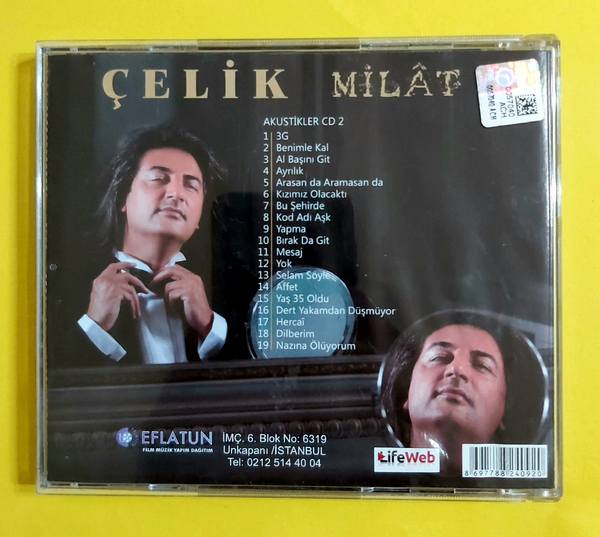 ÇELİK MİLÂT
0057040
ACH
AKUSTİKLER CD 2
1 3G
2 Benimle Kal
3 Al Başını Git
4 Ayrılık
5 Arasan da Aramasan da
6 Kızımız Olacaktı
7 Bu Şehirde
8 Kod Adı Aşk
9 Yapma
10 Bırak Da Git
11 Mesaj
12 Yok
13 Selam Söyle
14 Affet
15 Yaş 35 Oldu
16 Dert Yakamdan Düşmüyor
17 Hercai
18 Dilberim
19 Nazına Ölüyorum
EFLATUN
FİLM MÜZİK YAPIM DAĞITIM
İMÇ. 6. Blok No: 6319
Unkapanı /İSTANBUL
Tel: 0212 514 40 04
LifeWeb
8 697788 240920